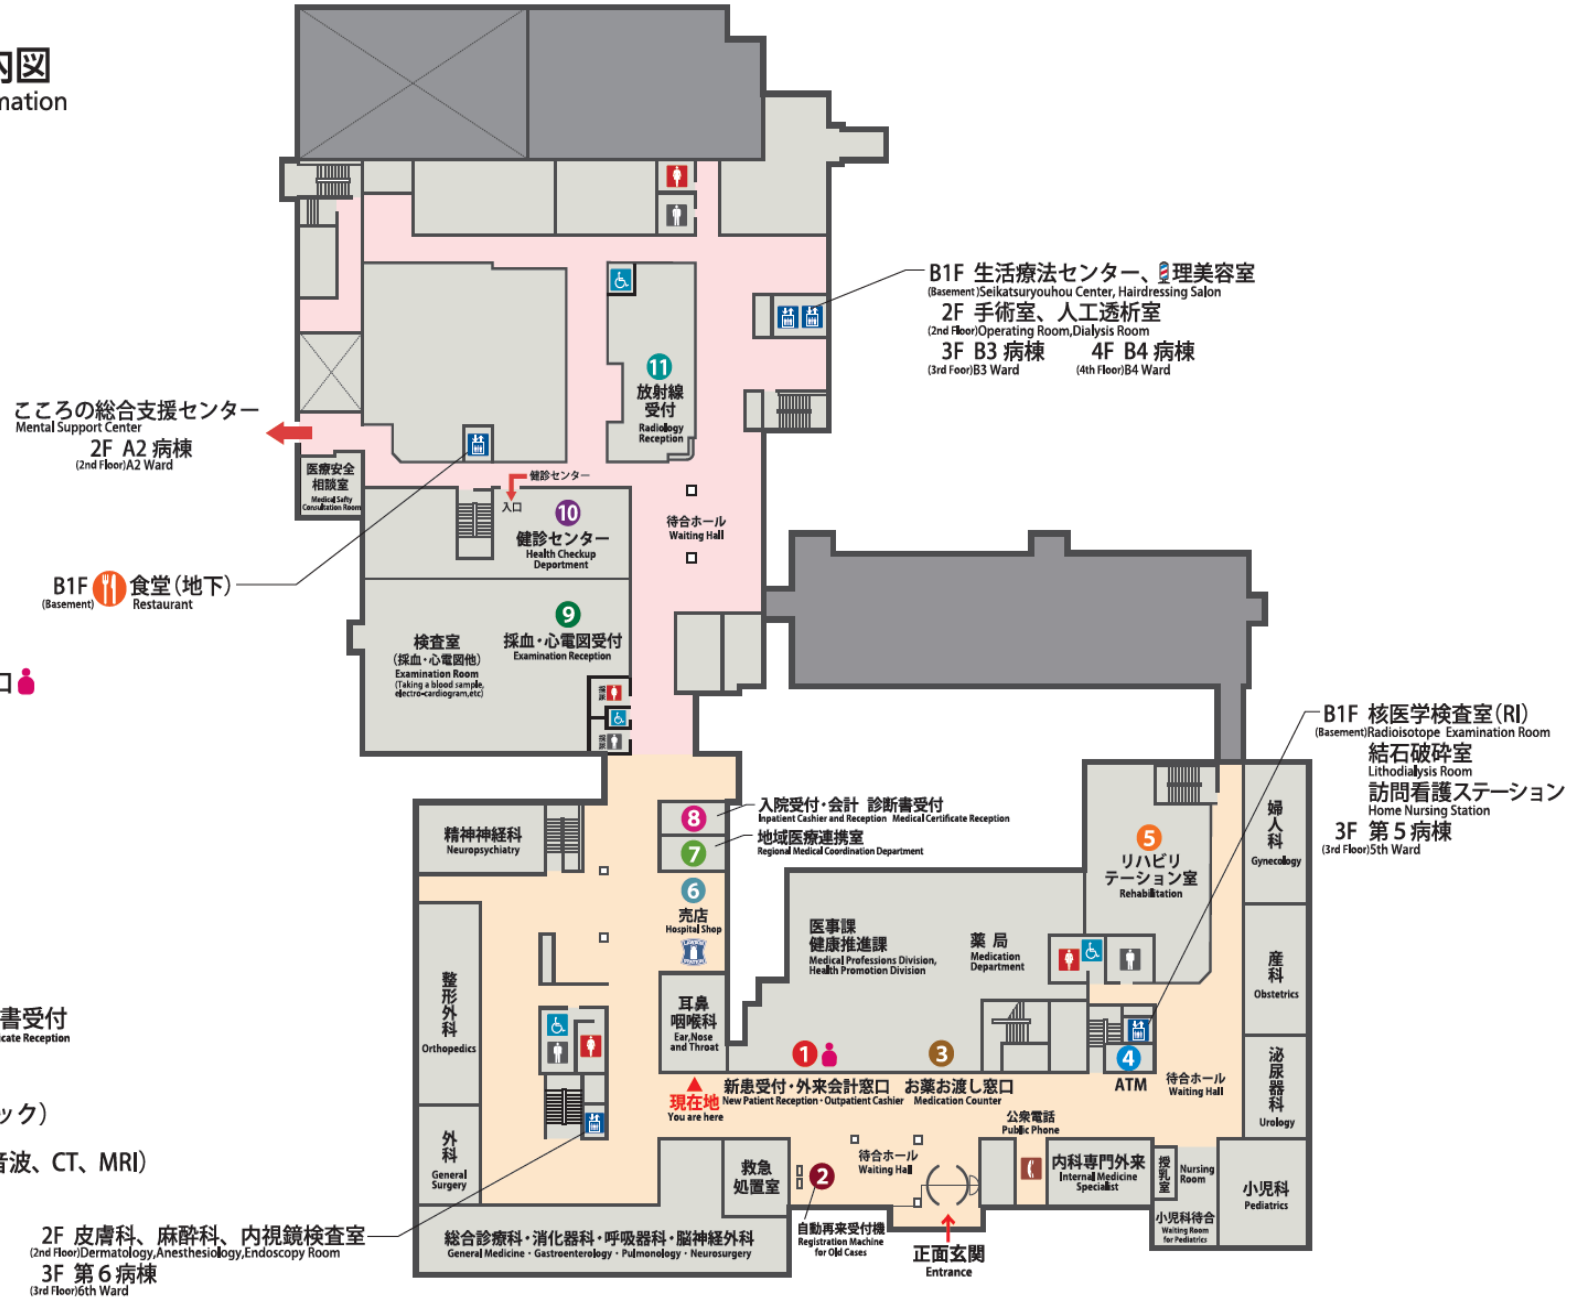 内図
mation
B1F 生活療法センター、理美容室
(Basement)Seikatsuryouhou Center, Hairdressing Salon
2F 手術室、人工透析室
(2nd Floor)Operating Room,Dialysis Room
3F B3 病棟 4F B4 病棟
(3rd Foor)B3 Ward (4th Floor)B4 Ward
11
放射線
受付
Radiology
Reception
こころの総合支援センター
Mental Support Center
2F A2 病棟
(2nd Floor)A2 Ward
医療安全
相談室
Medical Safty
Consultation Room
健診センター
入口
10
健診センター
Health Checkup
Department
待合ホール
Waiting Hall
B1F 食堂(地下)
(Basement) Restaurant
9
採血・心電図受付
Examination Reception
検査室
(採血・心電図他)
Examination Room
(Taking a blood sample,
electro-cardiogram,etc)
口
B1F 核医学検査室(RI)
(Basement)Radioisotope Examination Room
結石破砕室
Lithodialysis Room
訪問看護ステーション
Home Nursing Station
3F 第5病棟
(3rd Floor)5th Ward
8
入院受付・会計 診断書受付
Inpatient Cashier and Reception Medical Certificate Reception
7
地域医療連携室
Regional Medical Coordination Department
精神神経科
Neuropsychiatry
6
売店
Hospital Shop
5
リハビリ
テーション室
Rehabilitation
婦人科
Gynecology
医事課
健康推進課
Medical Professions Division,
Health Promotion Division
薬 局
Medication
Department
産科
Obstetrics
整形外科
Orthopedics
耳鼻
咽喉科
Ear,Nose
and Throat
書受付
icate Reception
1
新患受付・外来会計窓口
New Patient Reception・Outpatient Cashier
3
お薬お渡し窓口
Medication Counter
4
ATM
待合ホール
Waiting Hall
泌尿器科
Urology
現在地
You are here
公衆電話
Public Phone
ック)
音波、CT、MRI)
外科
General
Surgery
救急
処置室
2
待合ホール
Waiting Hall
内科専門外来
Internal Medicine
Specialist
授乳室
Nursing
Room
小児科
Pediatrics
小児科待合
Waiting Room
for Pediatrics
自動再来受付機
Registration Machine
for Old Cases
正面玄関
Entrance
総合診療科・消化器科・呼吸器科・脳神経外科
General Medicine・Gastroenterology・Pulmonology・Neurosurgery
2F 皮膚科、麻酔科、内視鏡検査室
(2nd Floor)Dermatology,Anesthesiology,Endoscopy Room
3F 第6病棟
(3rd Floor)6th Ward